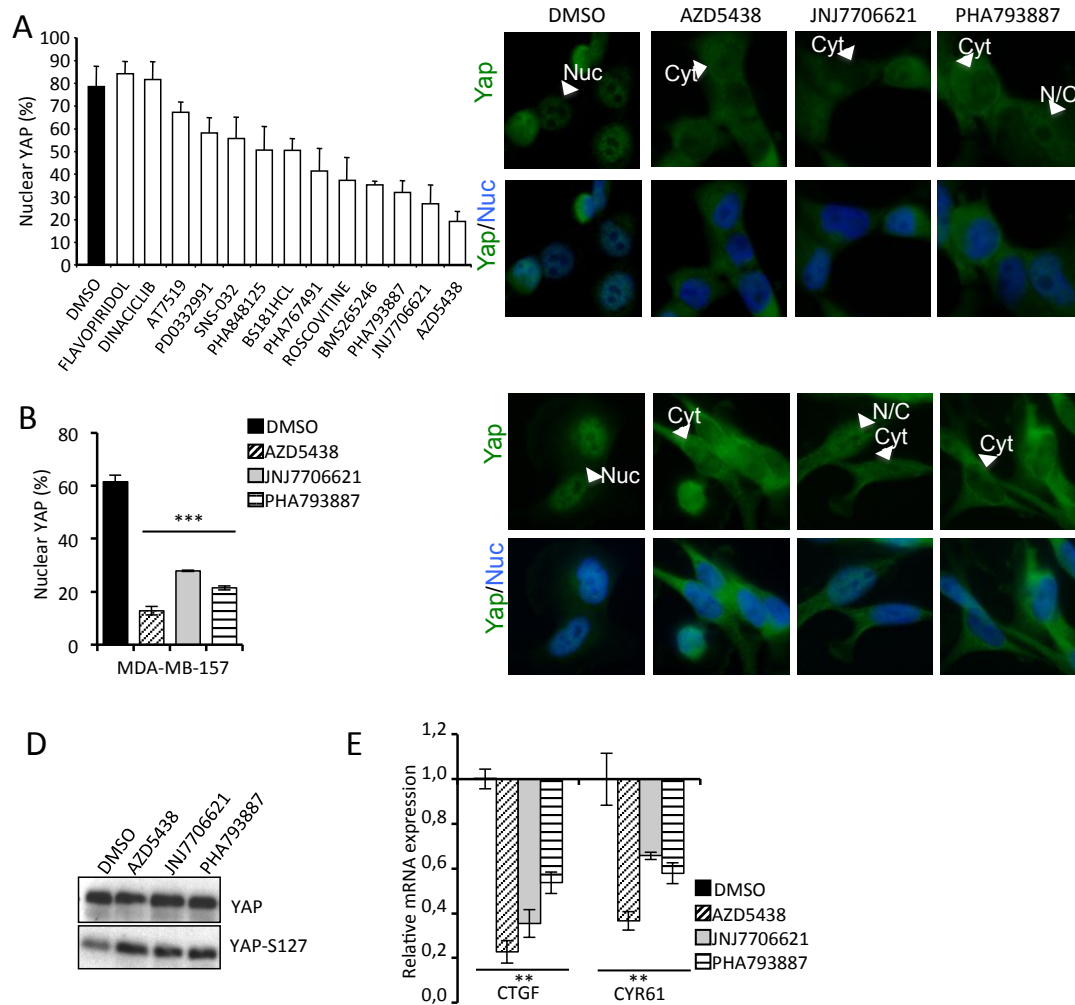 A
Nuclear YAP (%)
100
90
80
70
60
50
40
30
20
10
0
DMSO
FLAVOPIRIDOL
DINACICLIB
AT7519
PD0332991
SNS-032
PHA848125
BS181HCL
PHA767491
ROSCOVITINE
BMS265246
PHA793887
JNJ7706621
AZD5438
DMSO AZD5438 JNJ7706621 PHA793887
Yap
Nuc
Cyt
Cyt
Cyt
N/C
Yap/Nuc
B
Nuclear YAP (%)
80
60
40
20
0
DMSO
AZD5438
JNJ7706621
PHA793887
***
MDA-MB-157
Yap
Nuc
Cyt
N/C
Cyt
Cyt
Yap/Nuc
D
DMSO
AZD5438
JNJ7706621
PHA793887
YAP
YAP-S127
E
Relative mRNA expression
1,2
1,0
0,8
0,6
0,4
0,2
0,0
DMSO
AZD5438
JNJ7706621
PHA793887
** **
CTGF CYR61